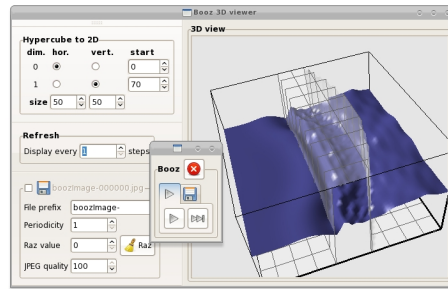 Booz 3D viewer
Hypercube to 2D
dim. hor. vert. start
0 0
1 70
size 50 50
Refresh
Display every 1 steps
boozImage-000000.jpg
File prefix boozImage-
Periodicity 1
Raz value 0 Raz
JPEG quality 100
Booz
3D view